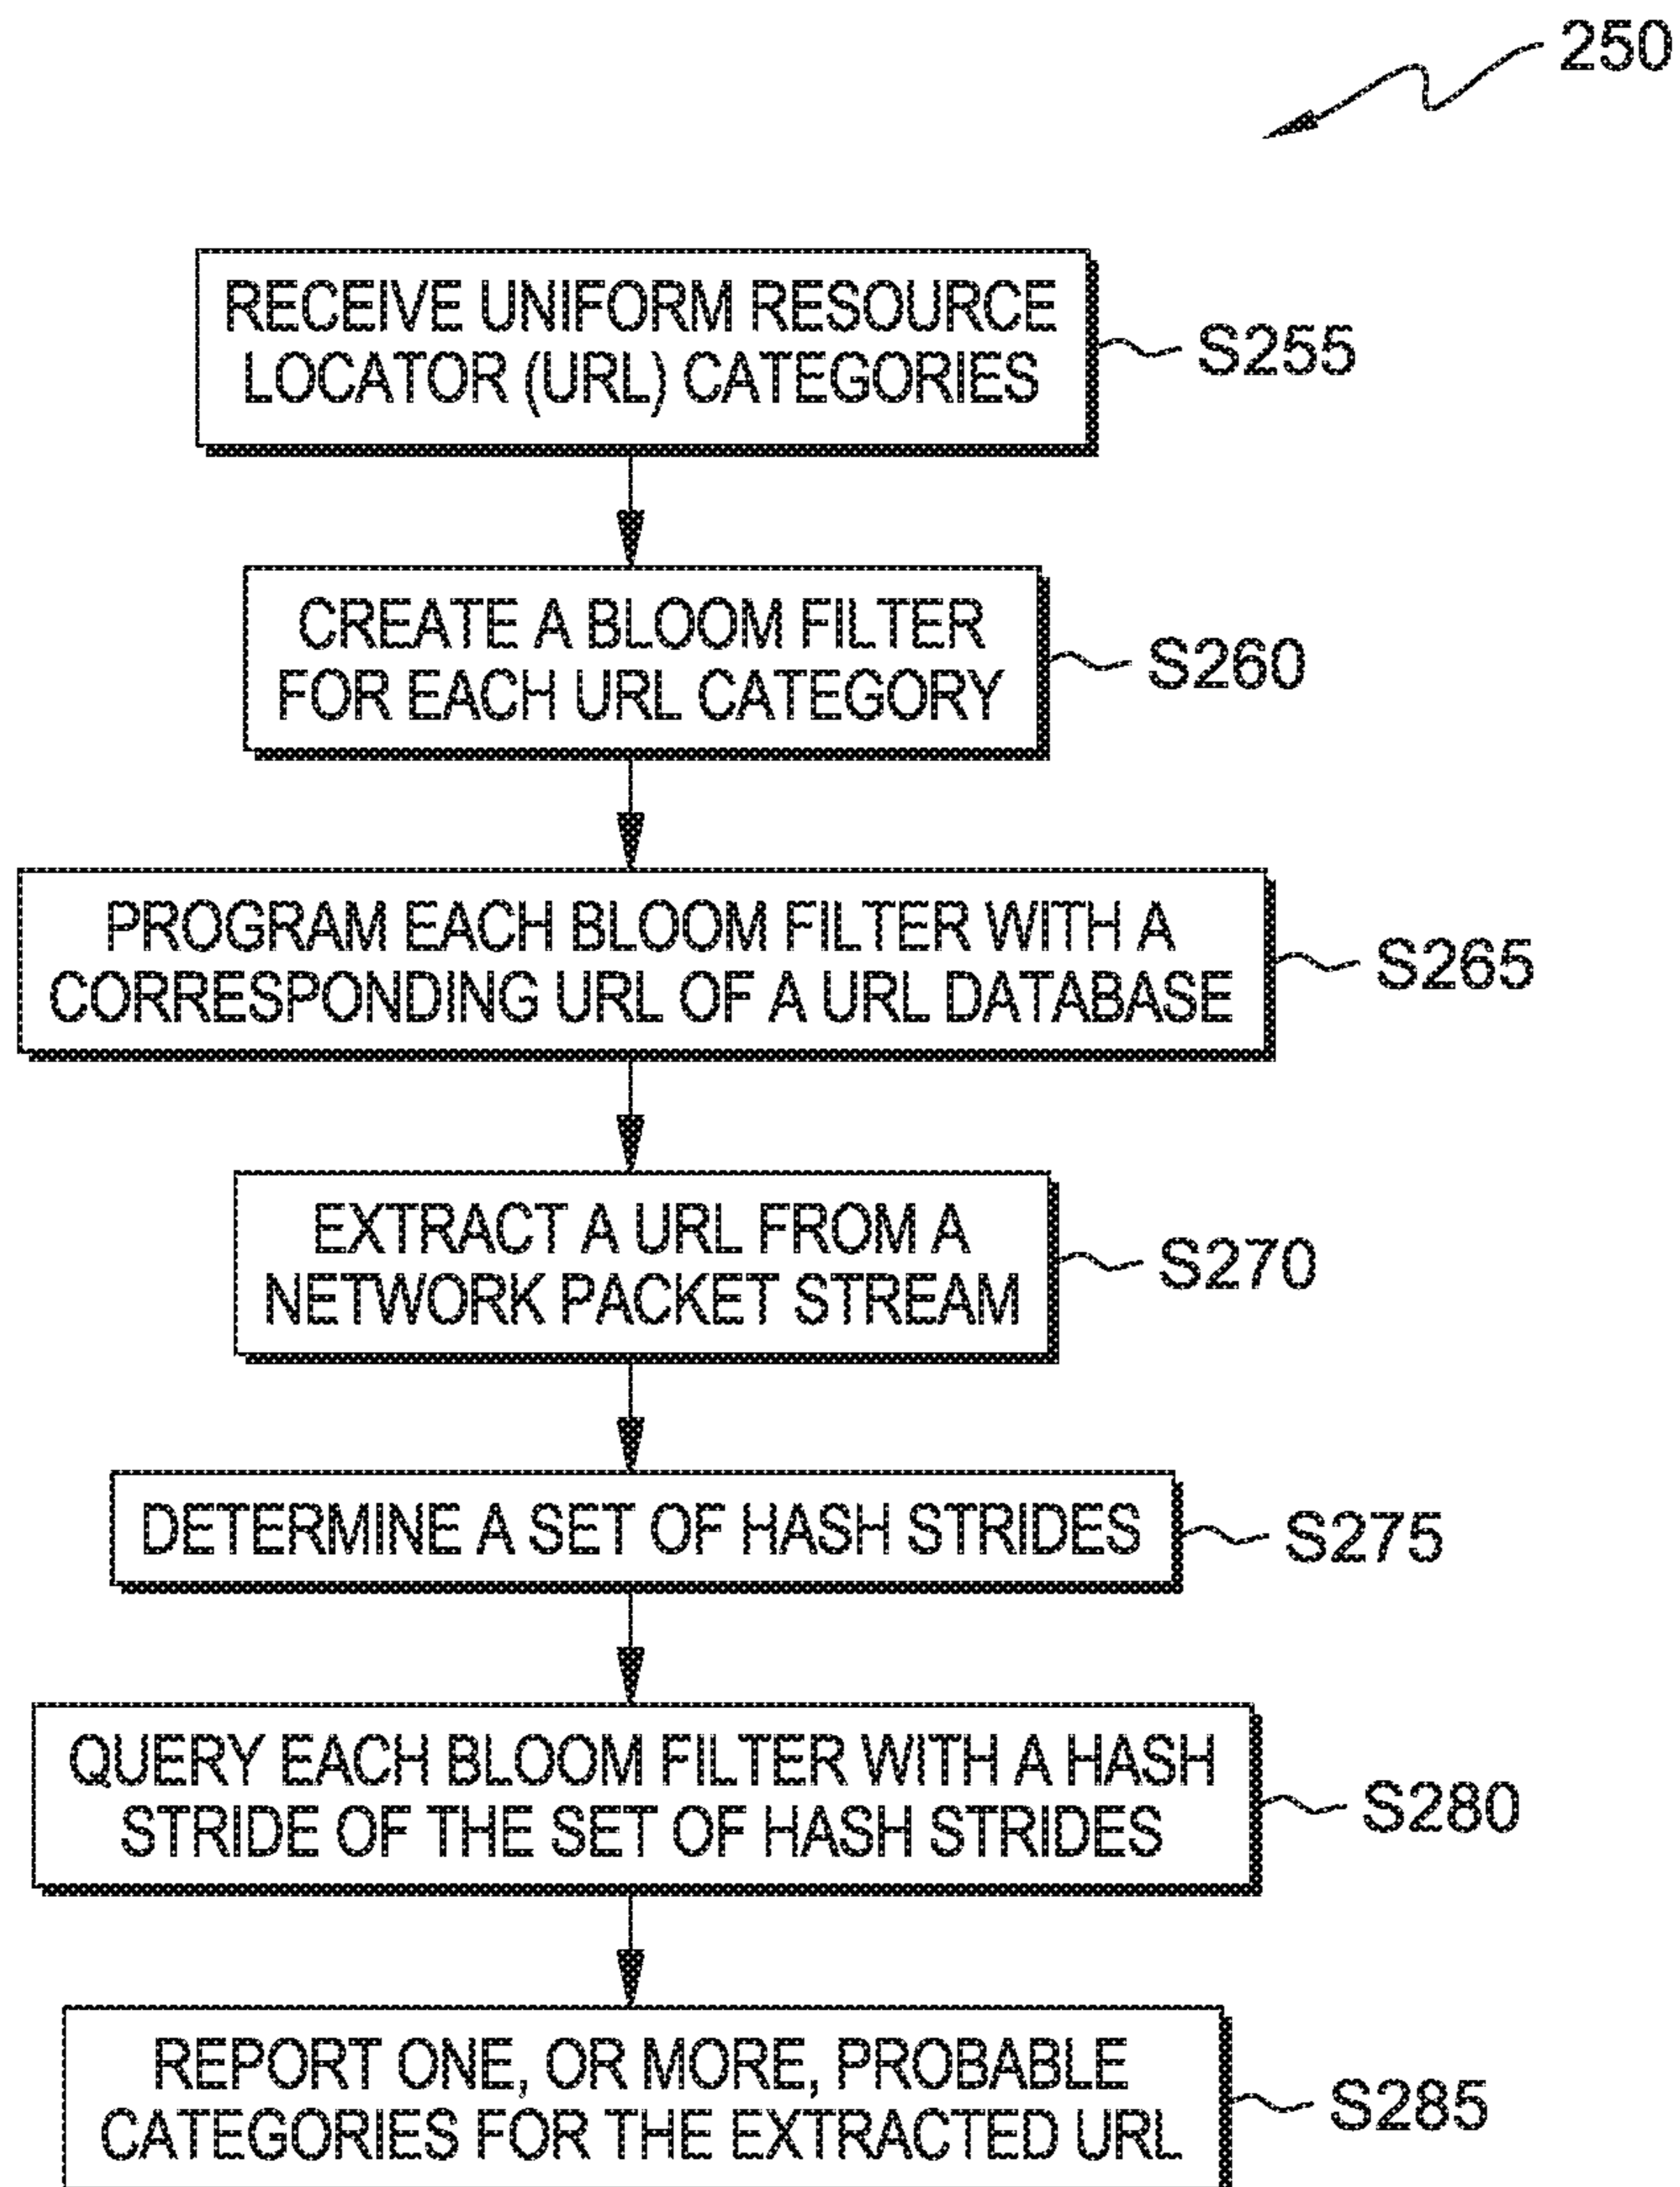 250
RECEIVE UNIFORM RESOURCE
LOCATOR (URL) CATEGORIES
S255
CREATE A BLOOM FILTER
FOR EACH URL CATEGORY
S260
PROGRAM EACH BLOOM FILTER WITH A
CORRESPONDING URL OF A URL DATABASE
S265
EXTRACT A URL FROM A
NETWORK PACKET STREAM
S270
DETERMINE A SET OF HASH STRIDES
S275
QUERY EACH BLOOM FILTER WITH A HASH
STRIDE OF THE SET OF HASH STRIDES
S280
REPORT ONE, OR MORE, PROBABLE
CATEGORIES FOR THE EXTRACTED URL
S285